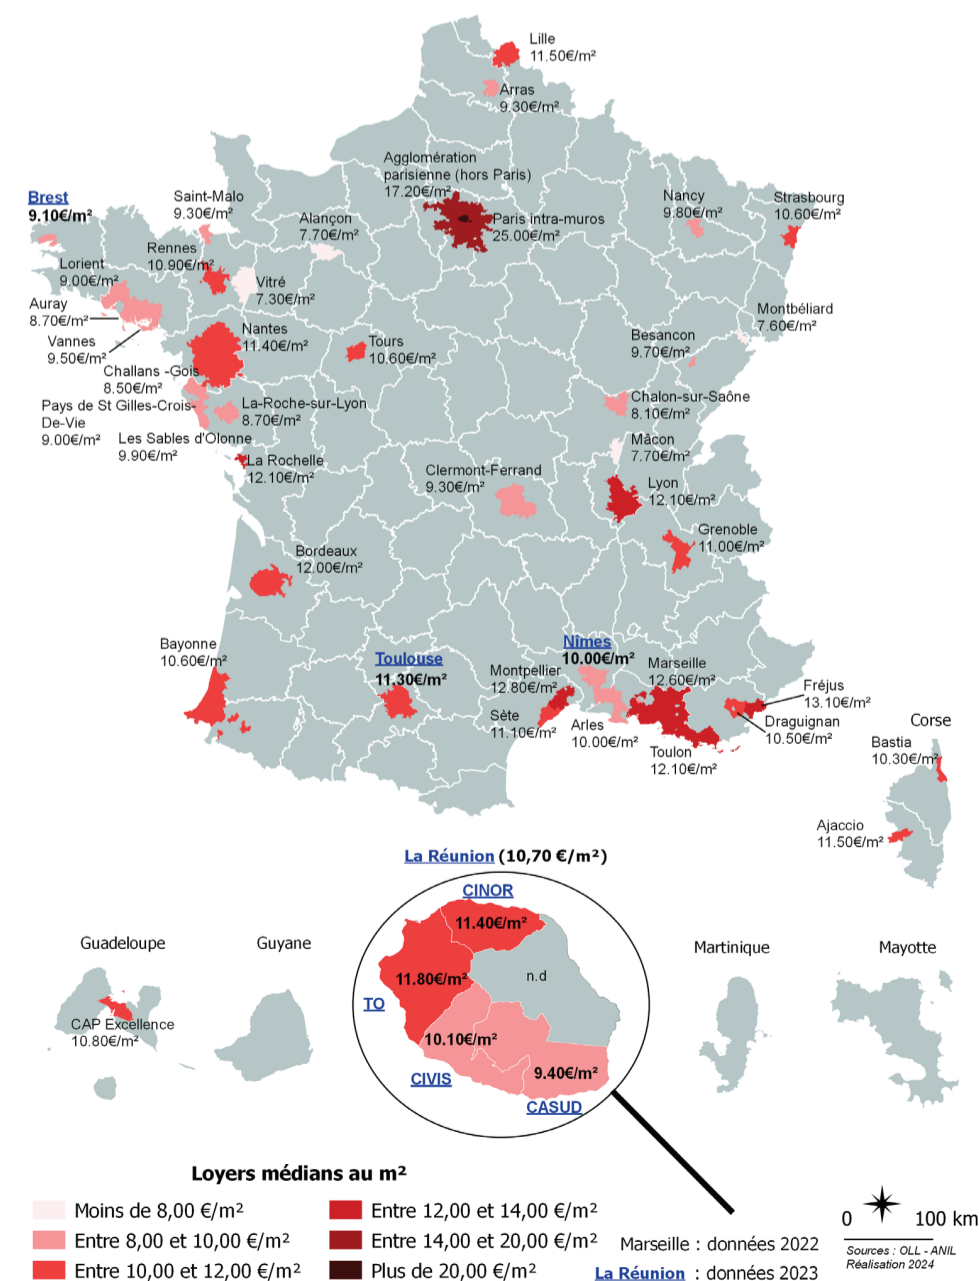 Lille
11.50€/m²
Arras
9.30€/m²
Agglomération
parisienne (hors Paris)
17.20€/m²
Paris intra-muros
25.00€/m²
Nancy
9.80€/m²
Strasbourg
10.60€/m²
Brest
9.10€/m²
Saint-Malo
9.30€/m²
Alançon
7.70€/m²
Rennes
10.90€/m²
Lorient
9.00€/m²
Vitré
7.30€/m²
Auray
8.70€/m²
Vannes
9.50€/m²
Nantes
11.40€/m²
Tours
10.60€/m²
Montbéliard
7.60€/m²
Besancon
9.70€/m²
Challans -Gois
8.50€/m²
Pays de St Gilles-Crois-
De-Vie
9.00€/m²
La-Roche-sur-Lyon
8.70€/m²
Les Sables d'Olonne
9.90€/m²
La Rochelle
12.10€/m²
Chalon-sur-Saône
8.10€/m²
Mâcon
7.70€/m²
Clermont-Ferrand
9.30€/m²
Lyon
12.10€/m²
Grenoble
11.00€/m²
Bordeaux
12.00€/m²
Bayonne
10.60€/m²
Toulouse
11.30€/m²
Nîmes
10.00€/m²
Montpellier
12.80€/m²
Marseille
12.60€/m²
Sète
11.10€/m²
Arles
10.00€/m²
Fréjus
13.10€/m²
Draguignan
10.50€/m²
Toulon
12.10€/m²
Corse
Bastia
10.30€/m²
Ajaccio
11.50€/m²
La Réunion (10,70 €/m²)
CINOR
11.40€/m²
n.d
11.80€/m²
TO
10.10€/m²
CIVIS
9.40€/m²
CASUD
Guadeloupe
CAP Excellence
10.80€/m²
Guyane
Martinique
Mayotte
Loyers médians au m²
Moins de 8,00 €/m²
Entre 8,00 et 10,00 €/m²
Entre 10,00 et 12,00 €/m²
Entre 12,00 et 14,00 €/m²
Entre 14,00 et 20,00 €/m²
Plus de 20,00 €/m²
Marseille : données 2022
La Réunion : données 2023
0 100 km
Sources : OLL - ANIL
Réalisation 2024